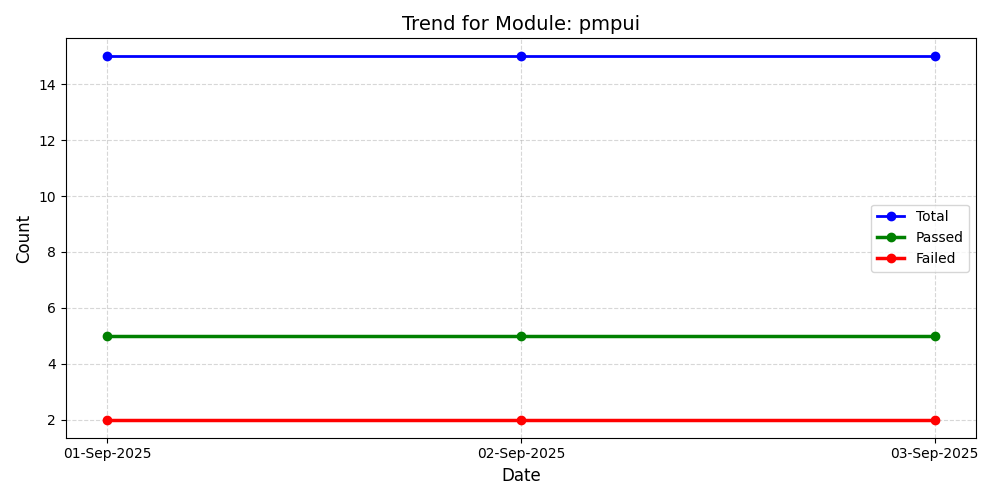 Trend for Module: pmpui
Count
14
12
10
8
6
4
2
Total
Passed
Failed
01-Sep-2025
02-Sep-2025
03-Sep-2025
Date